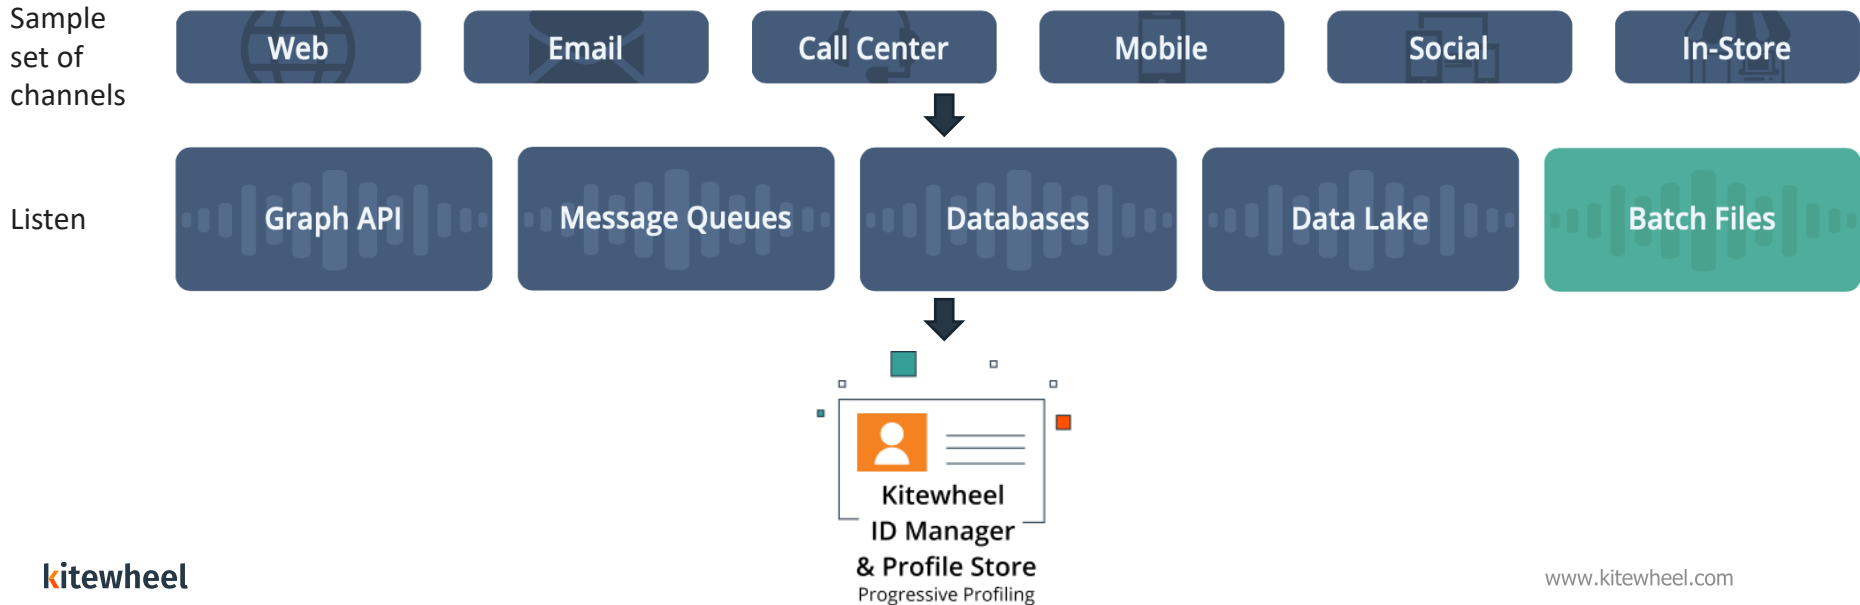 Sample
set of
channels
Web
Email
Call Center
Mobile
Social
In-Store
Listen
Graph API
Message Queues
Databases
Data Lake
Batch Files
Kitewheel
ID Manager
& Profile Store
Progressive Profiling
kitewheel
www.kitewheel.com